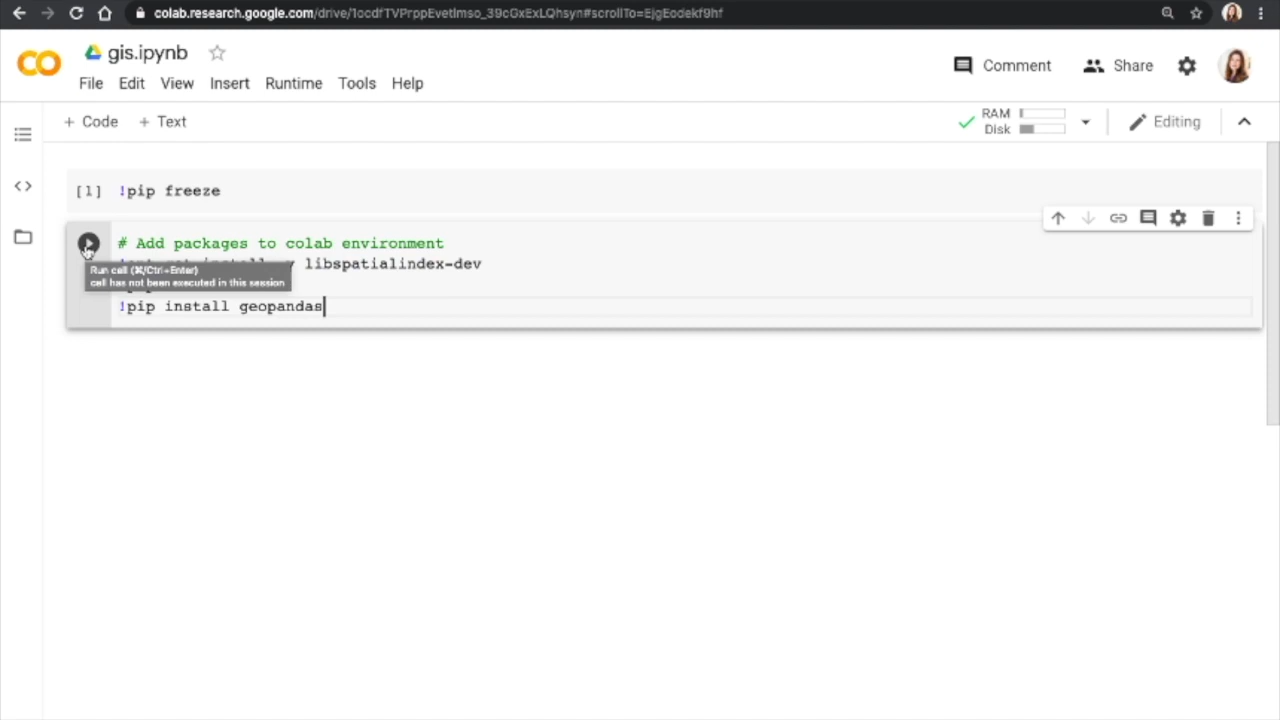 colab.research.google.com/drive/1ocdfTVPrppEvetlmso_39cGxExLQhsyn#scrollTo=EjgEodekf9hf
CO gis.ipynb
File Edit View Insert Runtime Tools Help
Comment Share
+ Code + Text
RAM
Disk
Editing
[1] !pip freeze
# Add packages to colab environment
libspatialindex-dev
Run cell (⌘/Ctrl+Enter)
cell has not been executed in this session
!pip install geopandas